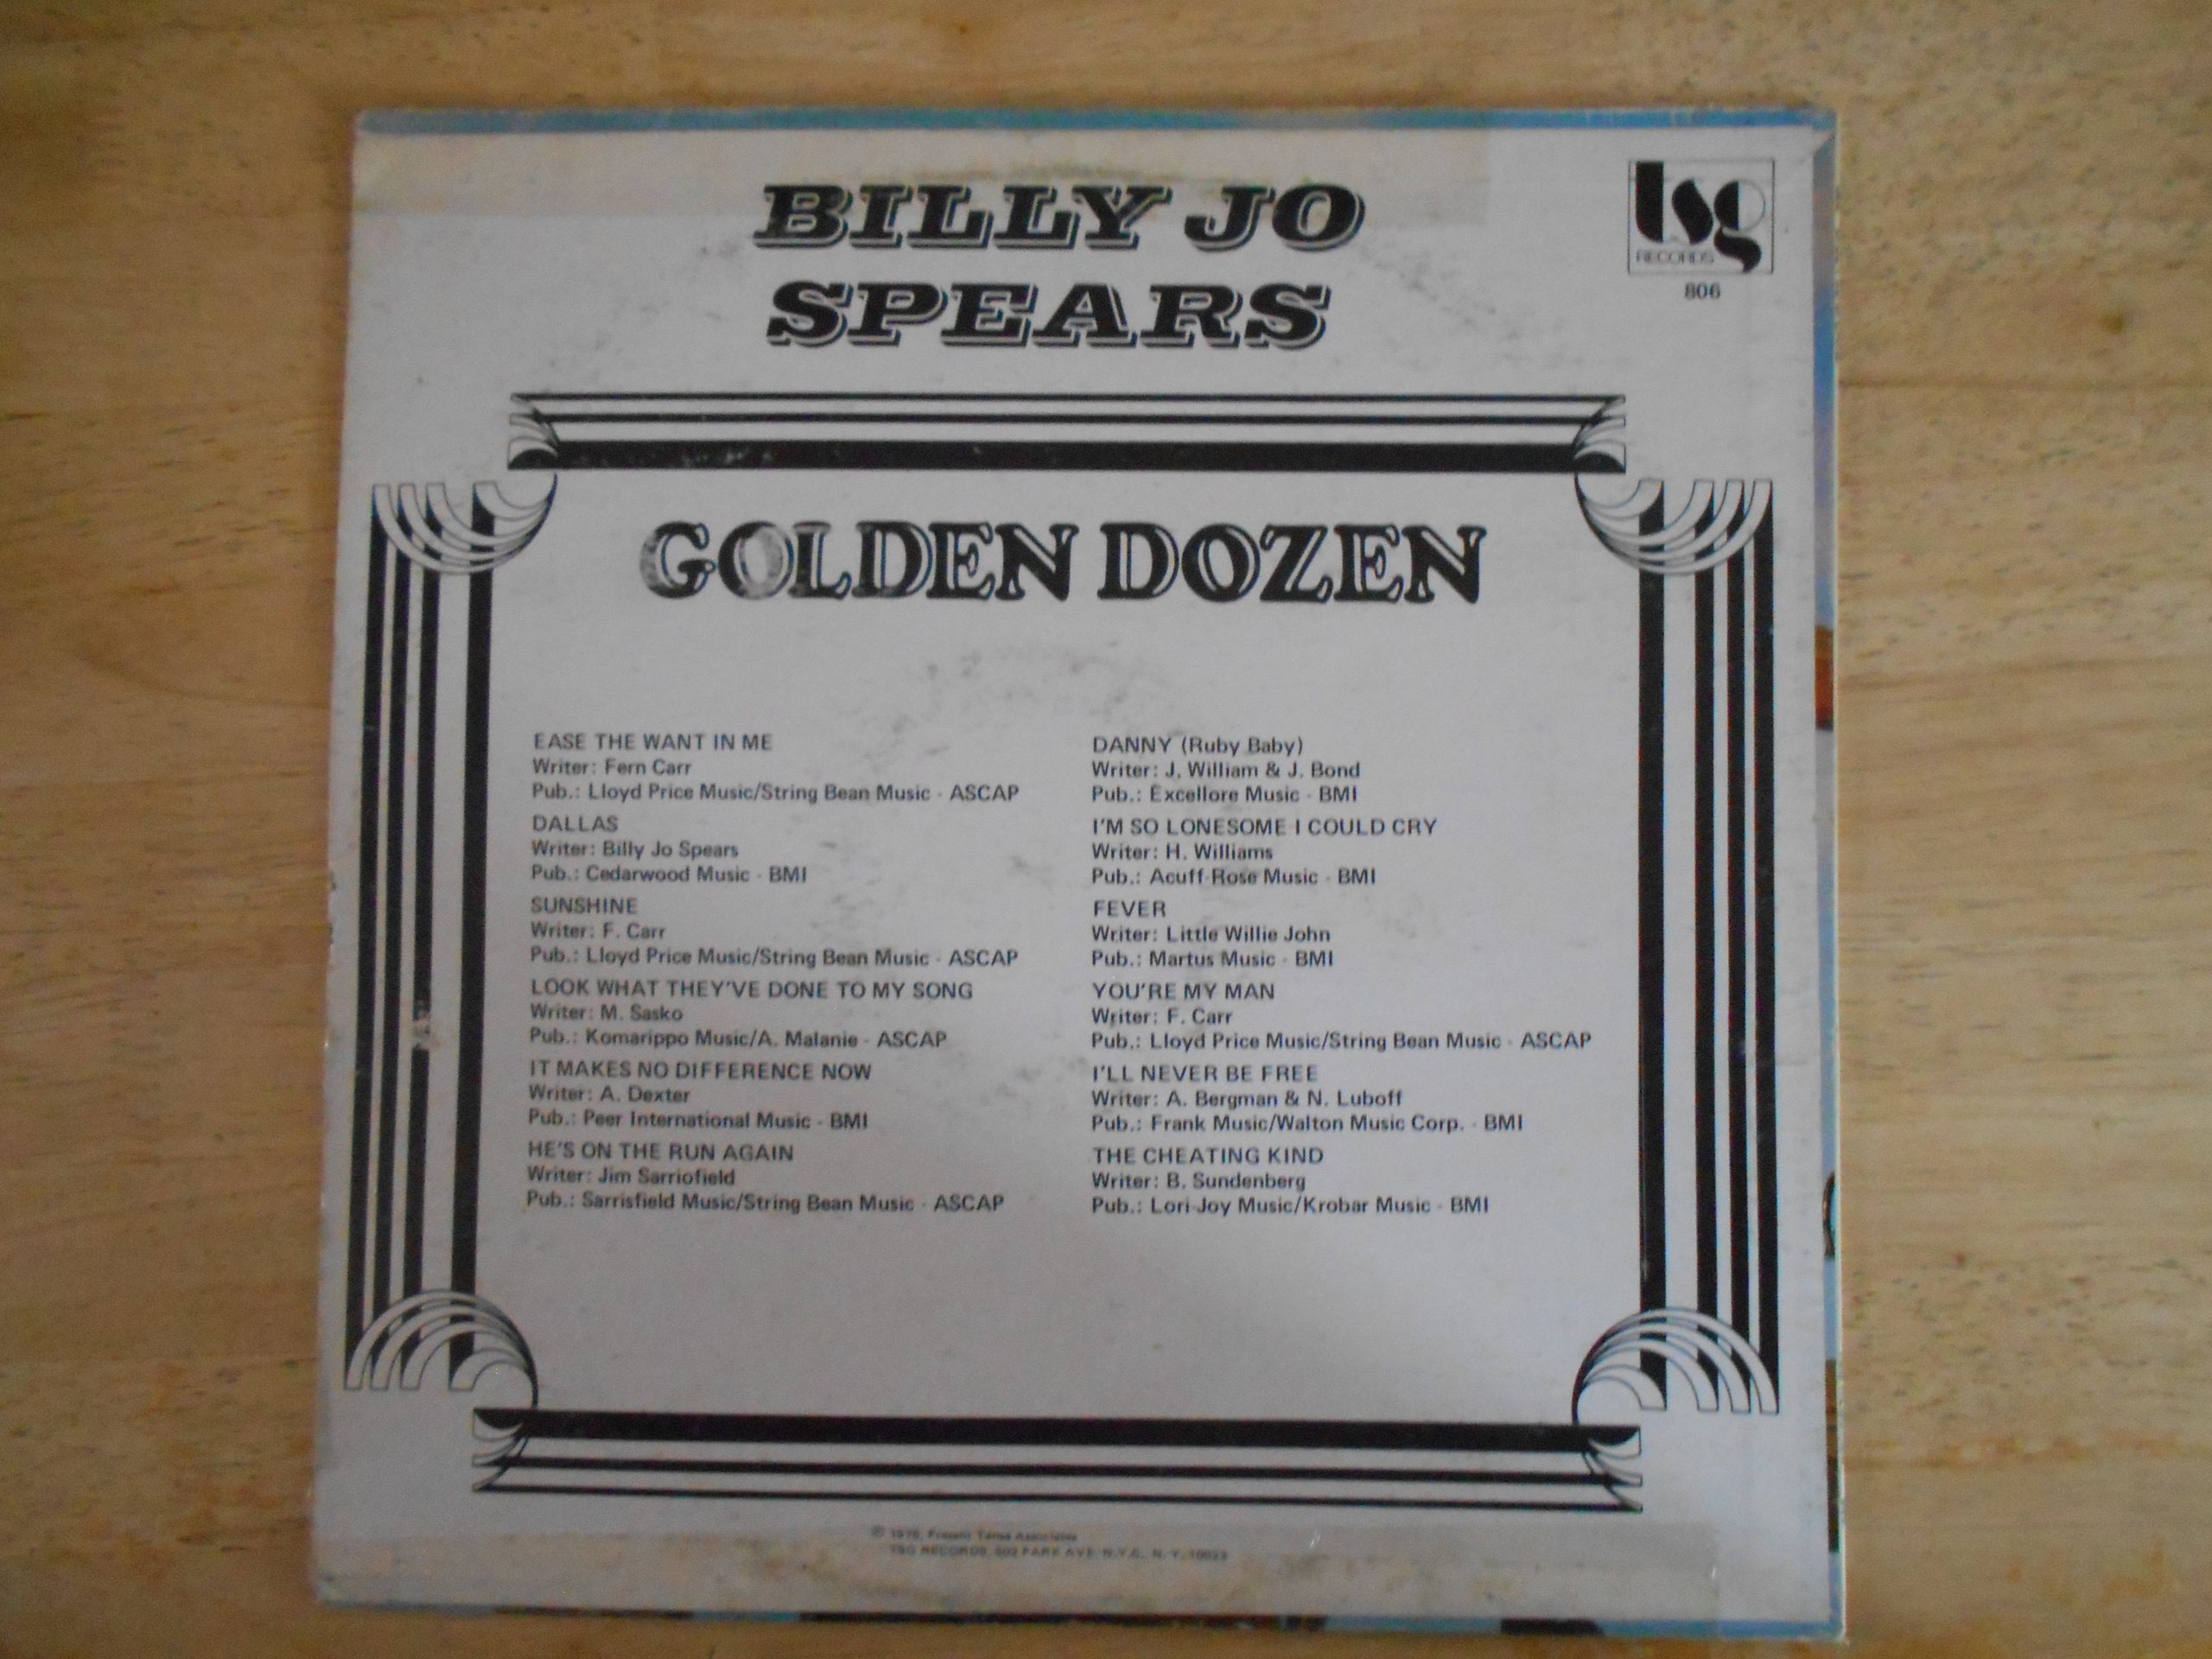 BILLY JO
SPEARS
lsg
RECORDS
806
GOLDEN DOZEN
EASE THE WANT IN ME
Writer: Fern Carr
Pub.: Lloyd Price Music/String Bean Music - ASCAP
DALLAS
Writer: Billy Jo Spears
Pub.: Cedarwood Music - BMI
SUNSHINE
Writer: F. Carr
Pub.: Lloyd Price Music/String Bean Music - ASCAP
LOOK WHAT THEY'VE DONE TO MY SONG
Writer: M. Sasko
Pub.: Komarippo Music/A. Malanie - ASCAP
IT MAKES NO DIFFERENCE NOW
Writer: A. Dexter
Pub.: Peer International Music - BMI
HE'S ON THE RUN AGAIN
Writer: Jim Sarriofield
Pub.: Sarrisfield Music/String Bean Music - ASCAP
DANNY (Ruby Baby)
Writer: J. William & J. Bond
Pub.: Excellore Music - BMI
I'M SO LONESOME I COULD CRY
Writer: H. Williams
Pub.: Acuff-Rose Music - BMI
FEVER
Writer: Little Willie John
Pub.: Martus Music - BMI
YOU'RE MY MAN
Writer: F. Carr
Pub.: Lloyd Price Music/String Bean Music - ASCAP
I'LL NEVER BE FREE
Writer: A. Bergman & N. Luboff
Pub.: Frank Music/Walton Music Corp. - BMI
THE CHEATING KIND
Writer: B. Sundenberg
Pub.: Lori-Joy Music/Krobar Music - BMI
Present Tense Associates
TSG RECORDS, 602 PARK AVE. N.Y.C., N. Y. 10022